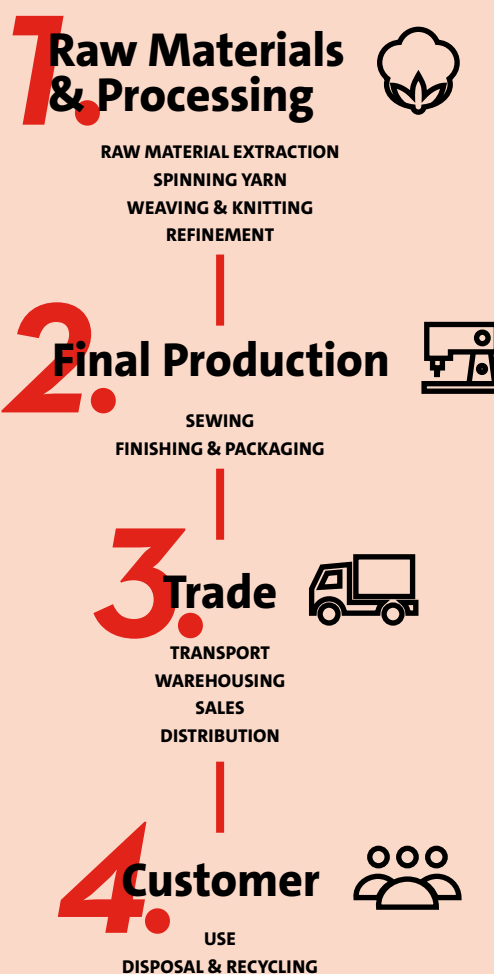 1.
Raw Materials
& Processing
RAW MATERIAL EXTRACTION
SPINNING YARN
WEAVING & KNITTING
REFINEMENT
2.
Final Production
SEWING
FINISHING & PACKAGING
3.
Trade
TRANSPORT
WAREHOUSING
SALES
DISTRIBUTION
4.
Customer
USE
DISPOSAL & RECYCLING